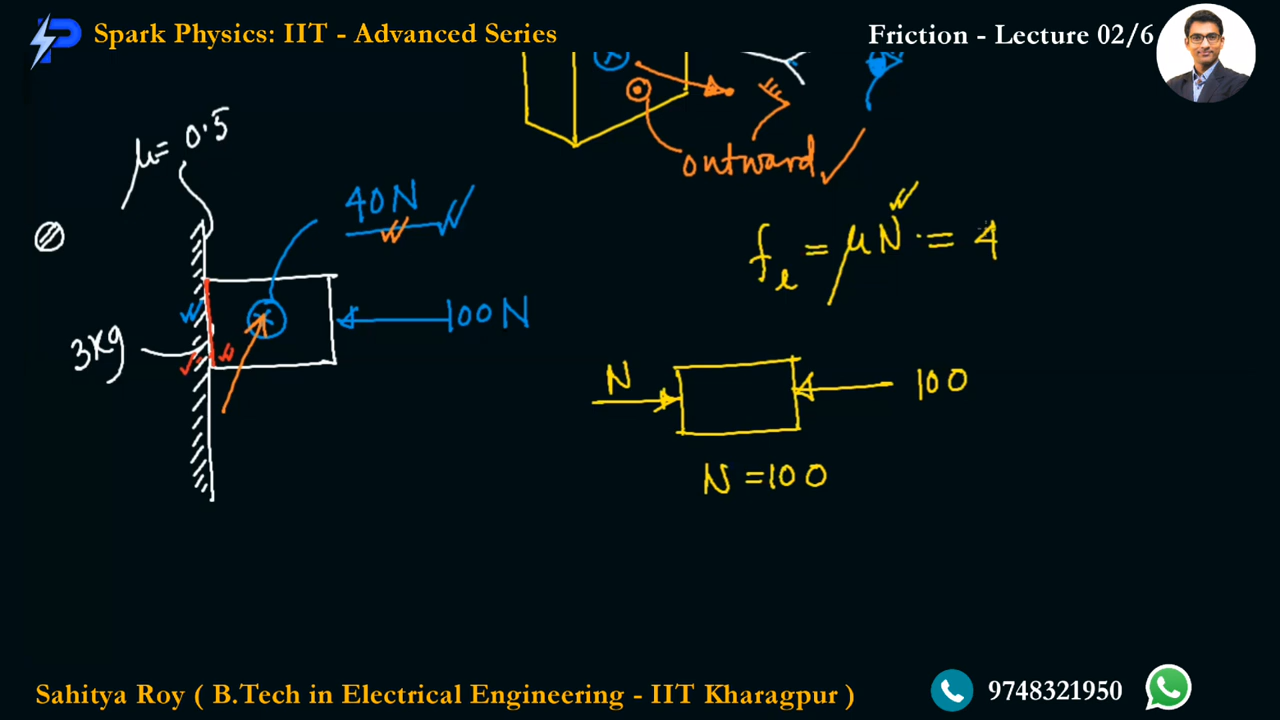 Spark Physics: IIT - Advanced Series
Friction - Lecture 02/6
outward
μ = 0.5
40N
f_l = μN = 4
100N
3kg
N
100
N = 100
Sahitya Roy ( B.Tech in Electrical Engineering - IIT Kharagpur )
9748321950